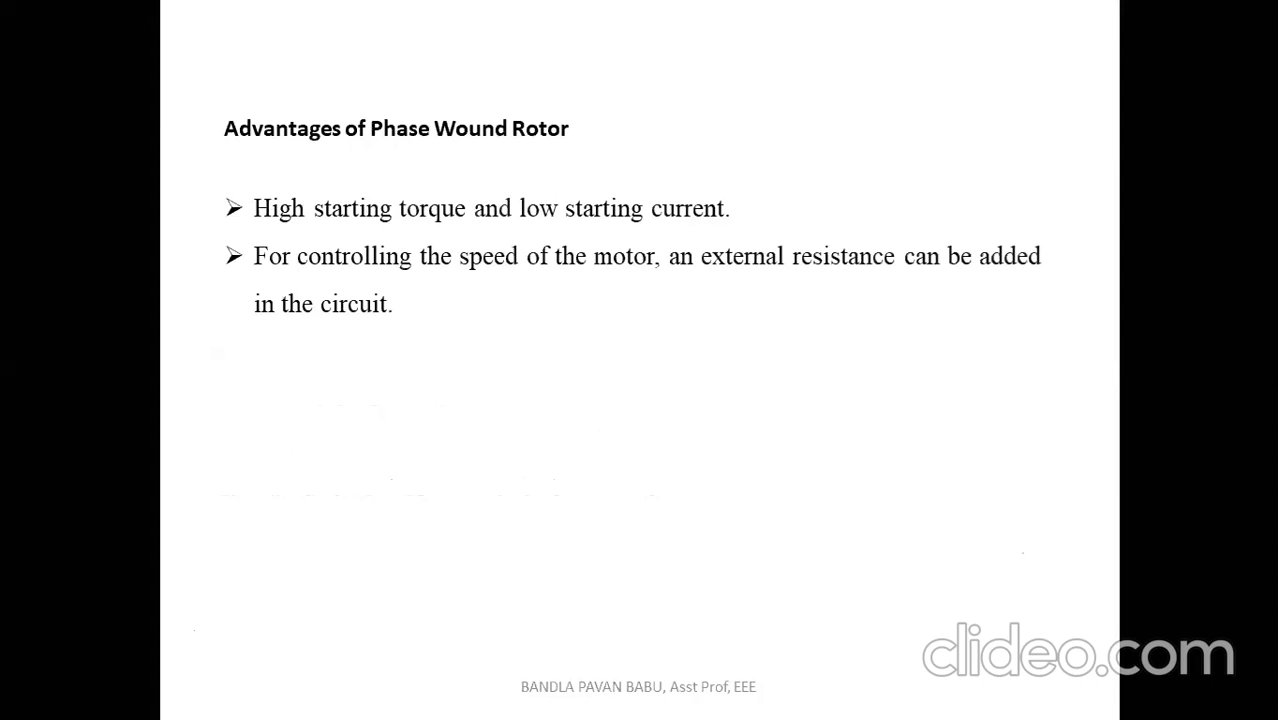 Advantages of Phase Wound Rotor
➢ High starting torque and low starting current.
➢ For controlling the speed of the motor, an external resistance can be added
in the circuit.
clideo.com
BANDLA PAVAN BABU, Asst Prof, EEE